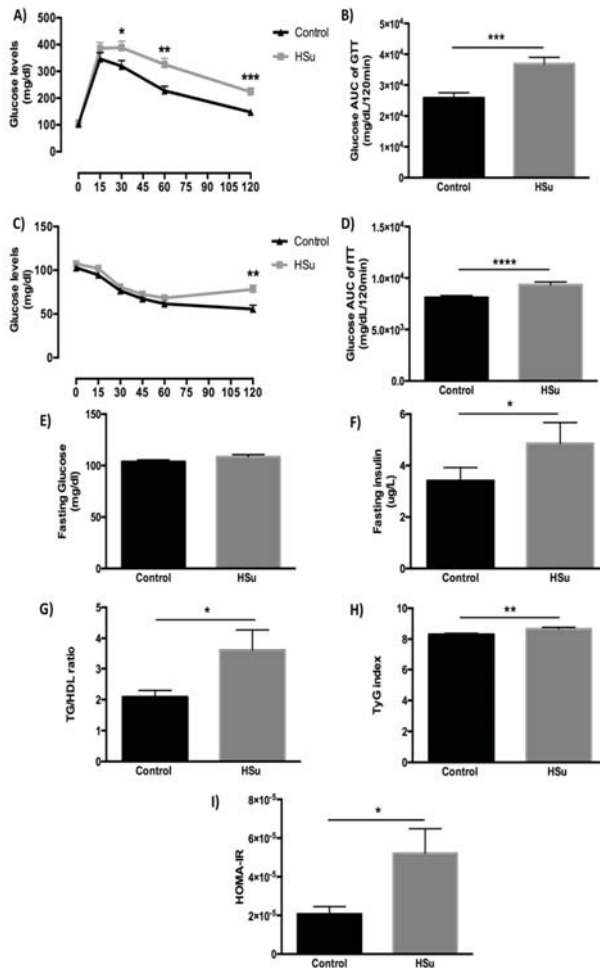 A)
Glucose levels
(mg/dl)
500
400
300
200
100
0
*
**
***
Control
HSu
0 15 30 45 60 75 90 105 120
B)
Glucose AUC of GTT
(mg/dL/120min)
5×10⁴
4×10⁴
3×10⁴
2×10⁴
1×10⁴
0
***
Control HSu
C)
Glucose levels
(mg/dl)
150
100
50
0
**
Control
HSu
0 15 30 45 60 75 90 105 120
D)
Glucose AUC of ITT
(mg/dL/120min)
1.5×10⁴
1.0×10⁴
5.0×10³
0.0
****
Control HSu
E)
Fasting Glucose
(mg/dl)
150
100
50
0
Control HSu
F)
Fasting insulin
(ug/L)
6
4
2
0
*
Control HSu
G)
TG/HDL ratio
5
4
3
2
1
0
*
Control HSu
H)
TyG index
10
8
6
4
2
0
**
Control HSu
I)
HOMA-IR
8×10⁻⁵
6×10⁻⁵
4×10⁻⁵
2×10⁻⁵
0
*
Control HSu